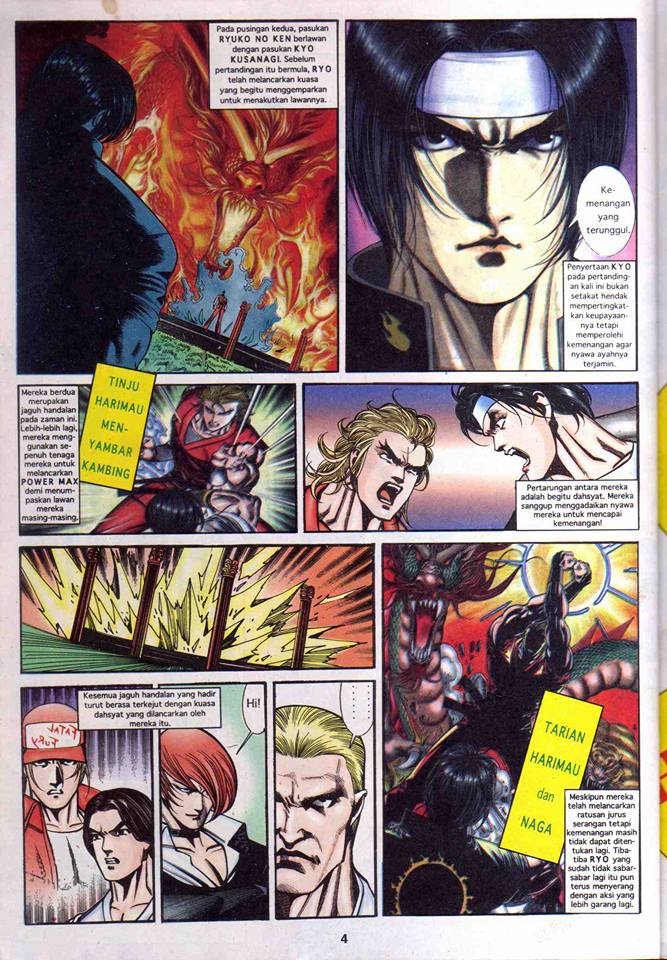 Pada pusingan kedua, pasukan
RYUKO NO KEN berlawan
dengan pasukan KYO
KUSANAGI. Sebelum
pertandingan itu bermula, RYO
telah melancarkan kuasa
yang begitu menggemparkan
untuk menakutkan lawannya.
Ke-
menangan
yang
terunggul.
Penyertaan KYO
pada pertanding-
an kali ini bukan
setakat hendak
mempertingkat-
kan keupayaan-
nya tetapi
memperolehi
kemenangan agar
nyawa ayahnya
terjamin.
Mereka berdua
merupakan
jaguh handalan
pada zaman ini.
Lebih-lebih lagi,
mereka meng-
gunakan se-
penuh tenaga
mereka untuk
melancarkan
POWER MAX
demi menum-
paskan lawan
mereka
masing-masing.
TINJU
HARIMAU
MEN-
YAMBAR
KAMBING
Pertarungan antara mereka
adalah begitu dahsyat. Mereka
sanggup menggadaikan nyawa
mereka untuk mencapai
kemenangan!
Kesemua jaguh handalan yang hadir
turut berasa terkejut dengan kuasa
dahsyat yang dilancarkan oleh
mereka itu.
Hi!
......
TARIAN
HARIMAU
dan
NAGA
Meskipun mereka
telah melancarkan
ratusan jurus
serangan tetapi
kemenangan masih
tidak dapat diten-
tukan lagi. Tiba-
tiba RYO yang
sudah tidak sabar-
sabar lagi itu pun
terus menyerang
dengan aksi yang
lebih garang lagi.
4